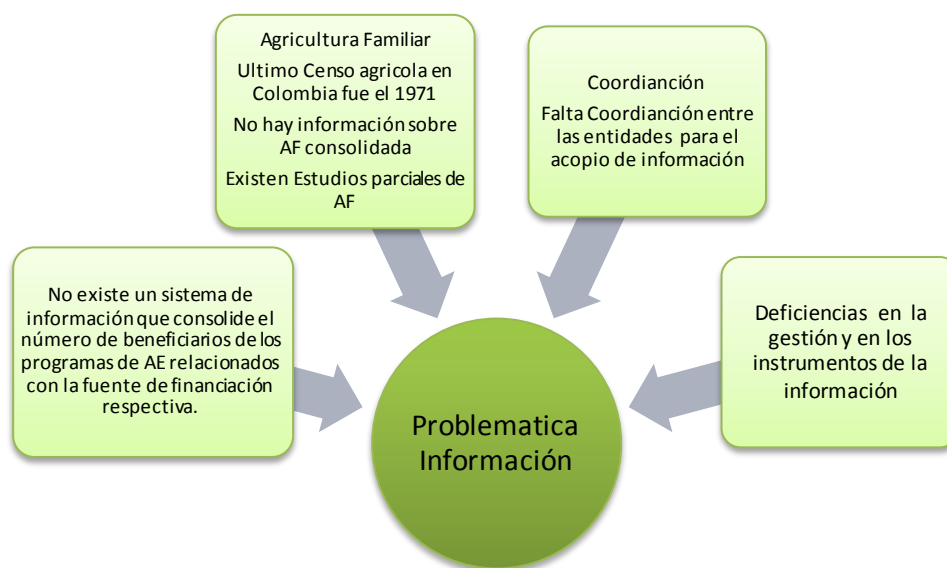 Agricultura Familiar
Ultimo Censo agricola en
Colombia fue el 1971
No hay información sobre
AF consolidada
Existen Estudios parciales de
AF
Coordianción
Falta Coordianción entre
las entidades para el
acopio de información
No existe un sistema de
información que consolide el
número de beneficiarios de los
programas de AE relacionados
con la fuente de financiación
respectiva.
Deficiencias en la
gestión y en los
instrumentos de la
información
Problematica
Información